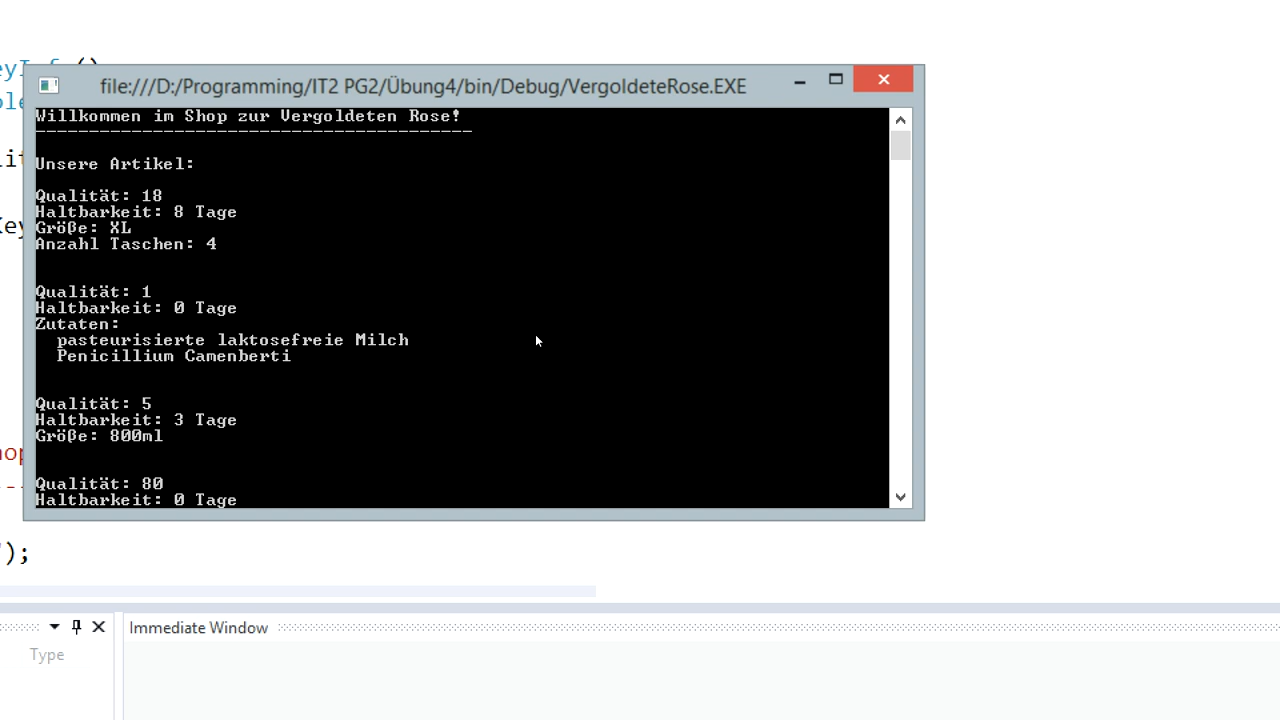 file:///D:/Programming/IT2 PG2/Übung4/bin/Debug/VergoldeteRose.EXE
Willkommen im Shop zur Vergoldeten Rose!
-----------------------------------------
Unsere Artikel:
Qualität: 18
Haltbarkeit: 8 Tage
Größe: XL
Anzahl Taschen: 4
Qualität: 1
Haltbarkeit: 0 Tage
Zutaten:
pasteurisierte laktosefreie Milch
Penicillium Camenberti
Qualität: 5
Haltbarkeit: 3 Tage
Größe: 800ml
Qualität: 80
Haltbarkeit: 0 Tage
");
Immediate Window
Type